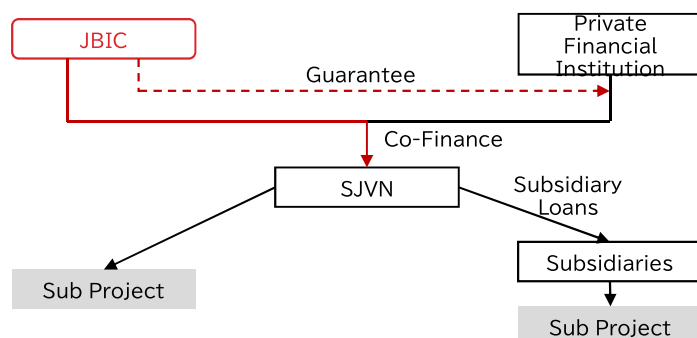 JBIC
Private
Financial
Institution
Guarantee
Co-Finance
SJVN
Subsidiary
Loans
Subsidiaries
Sub Project
Sub Project